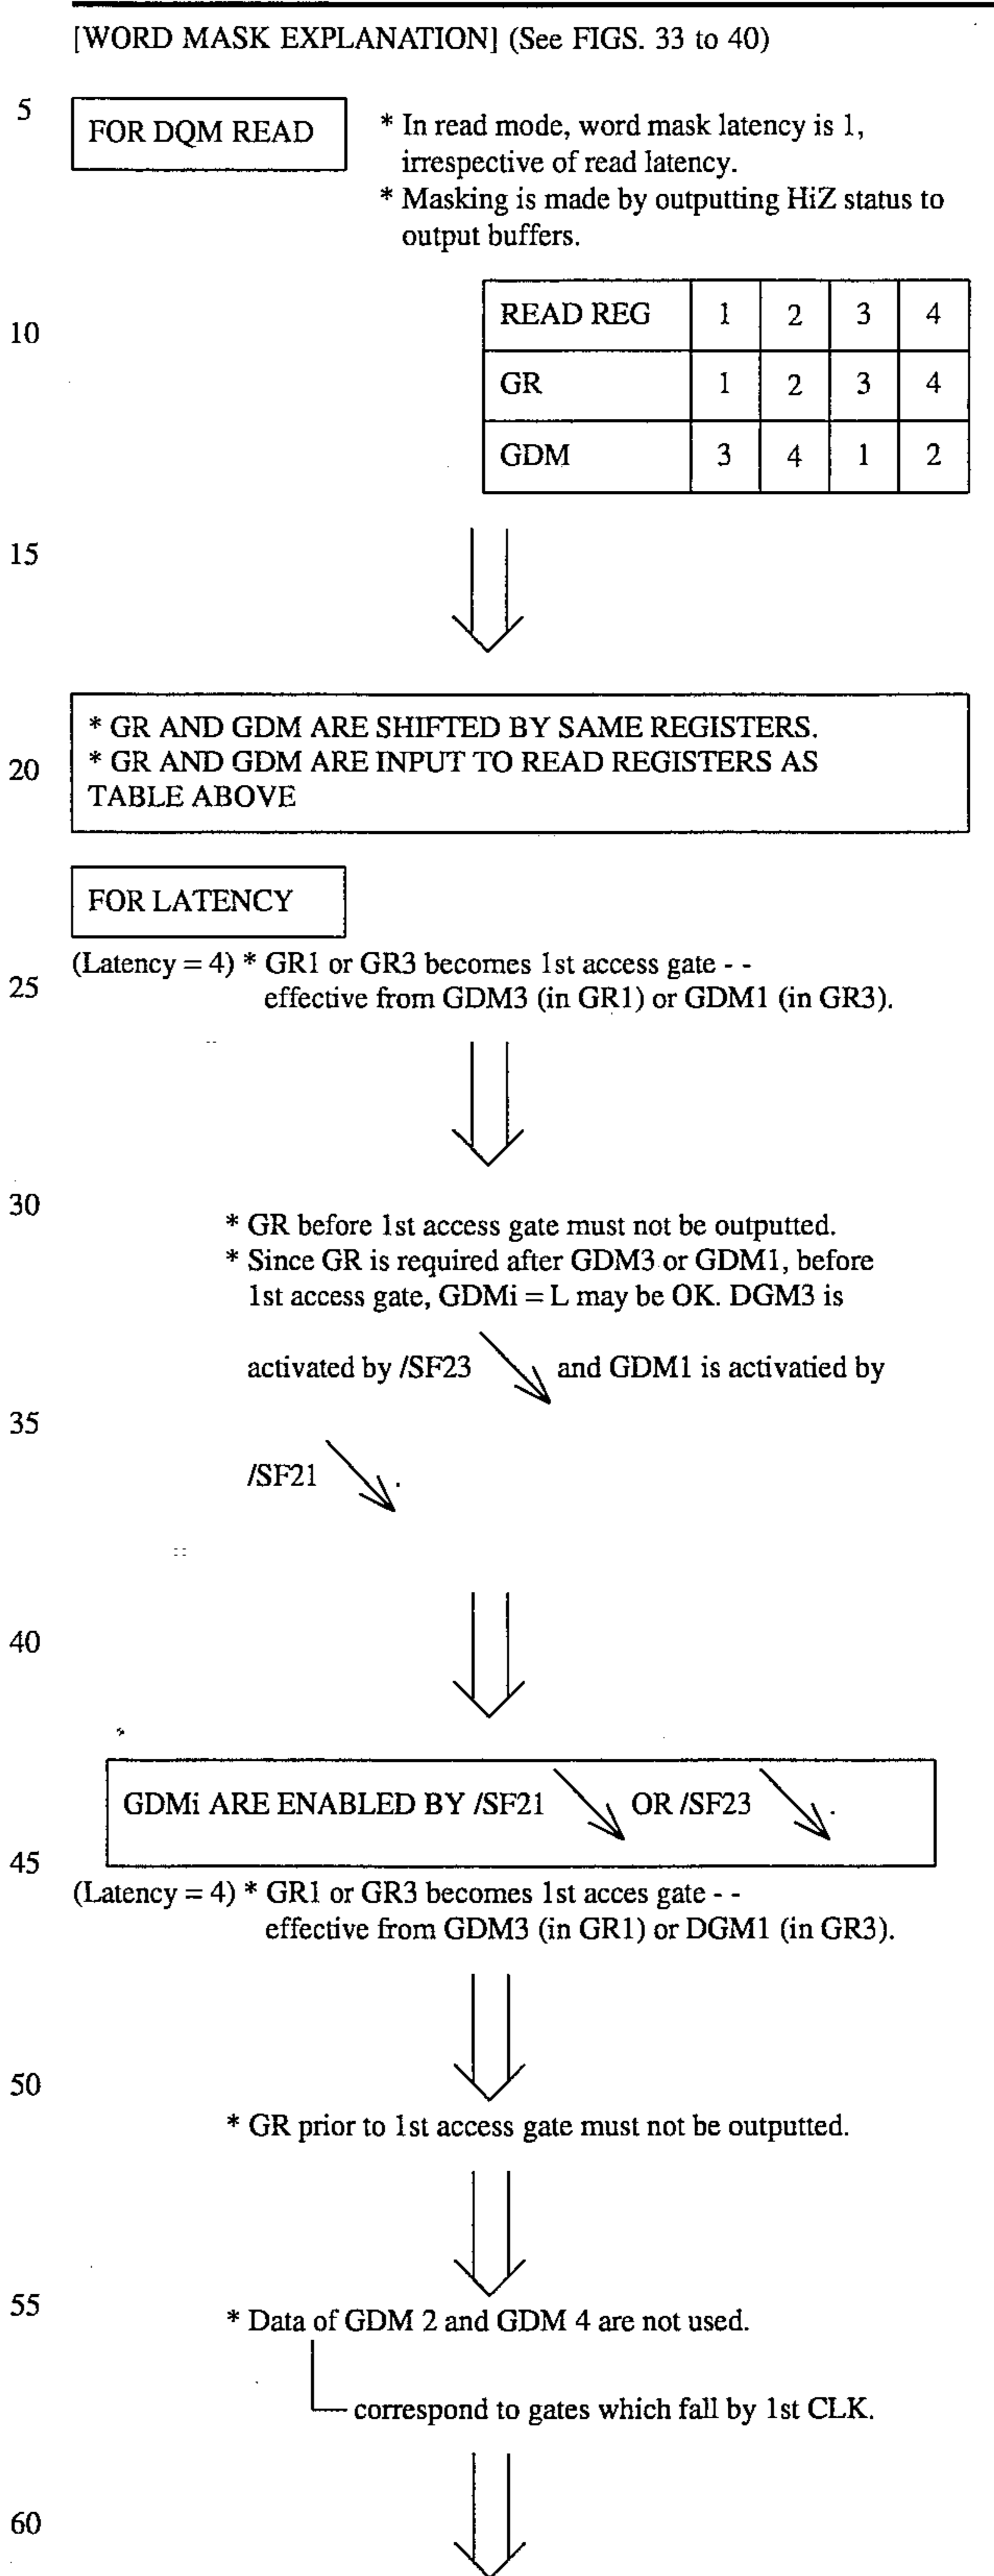 [WORD MASK EXPLANATION] (See FIGS. 33 to 40)
5
FOR DQM READ
* In read mode, word mask latency is 1,
irrespective of read latency.
* Masking is made by outputting HiZ status to
output buffers.
READ REG 1 2 3 4
10
GR 1 2 3 4
GDM 3 4 1 2
15
* GR AND GDM ARE SHIFTED BY SAME REGISTERS.
20 * GR AND GDM ARE INPUT TO READ REGISTERS AS
TABLE ABOVE
FOR LATENCY
(Latency = 4) * GR1 or GR3 becomes 1st access gate - -
25 effective from GDM3 (in GR1) or GDM1 (in GR3).
30
* GR before 1st access gate must not be outputted.
* Since GR is required after GDM3 or GDM1, before
1st access gate, GDMi = L may be OK. DGM3 is
activated by /SF23 and GDM1 is activatied by
35
/SF21 .
40
GDMi ARE ENABLED BY /SF21 OR /SF23 .
45
(Latency = 4) * GR1 or GR3 becomes 1st acces gate - -
effective from GDM3 (in GR1) or DGM1 (in GR3).
50
* GR prior to 1st access gate must not be outputted.
55
* Data of GDM 2 and GDM 4 are not used.
correspond to gates which fall by 1st CLK.
60